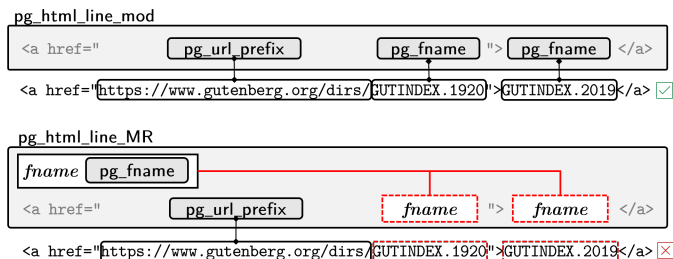 pg_html_line_mod
<a href=" pg_url_prefix pg_fname "> pg_fname </a>
<a href="https://www.gutenberg.org/dirs/GUTINDEX.1920">GUTINDEX.2019</a>
pg_html_line_MR
fname pg_fname
<a href=" pg_url_prefix fname "> fname </a>
<a href="https://www.gutenberg.org/dirs/GUTINDEX.1920">GUTINDEX.2019</a>